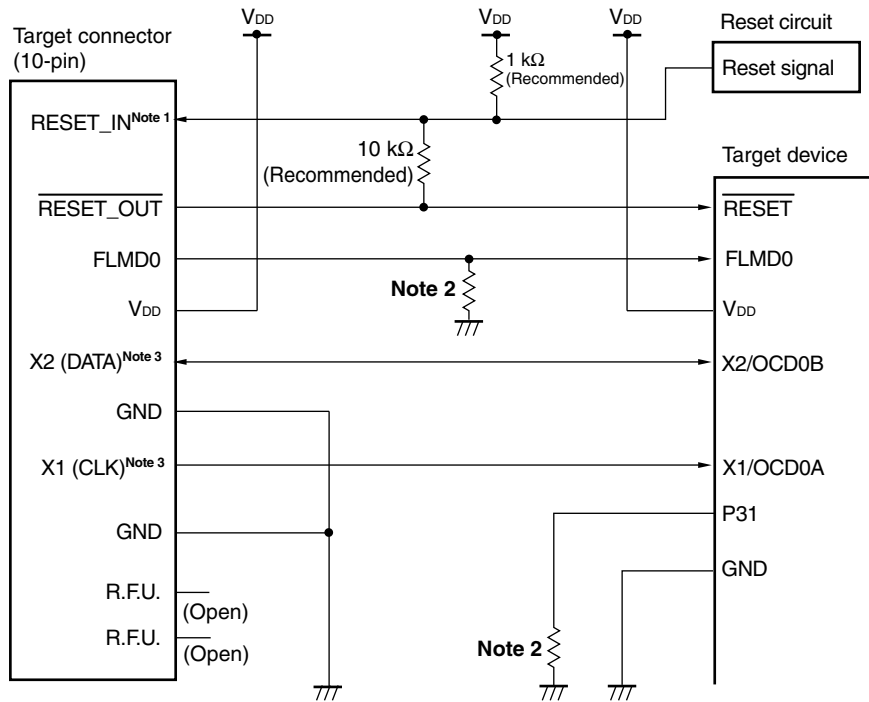 Target connector
(10-pin)
VDD
VDD
VDD
Reset circuit
Reset signal
1 kΩ
(Recommended)
RESET_INNote 1
10 kΩ
(Recommended)
Target device
RESET_OUT
RESET
FLMD0
FLMD0
Note 2
VDD
VDD
X2 (DATA)Note 3
X2/OCD0B
GND
X1 (CLK)Note 3
X1/OCD0A
P31
GND
GND
R.F.U.
(Open)
R.F.U.
(Open)
Note 2